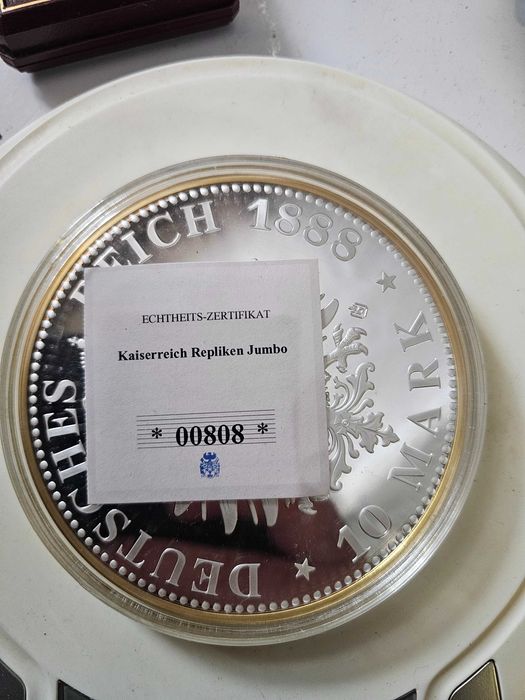 DEUTSCHES REICH 1888
10 MARK
ECHTHEITS-ZERTIFIKAT
Kaiserreich Repliken Jumbo
* 00808 *